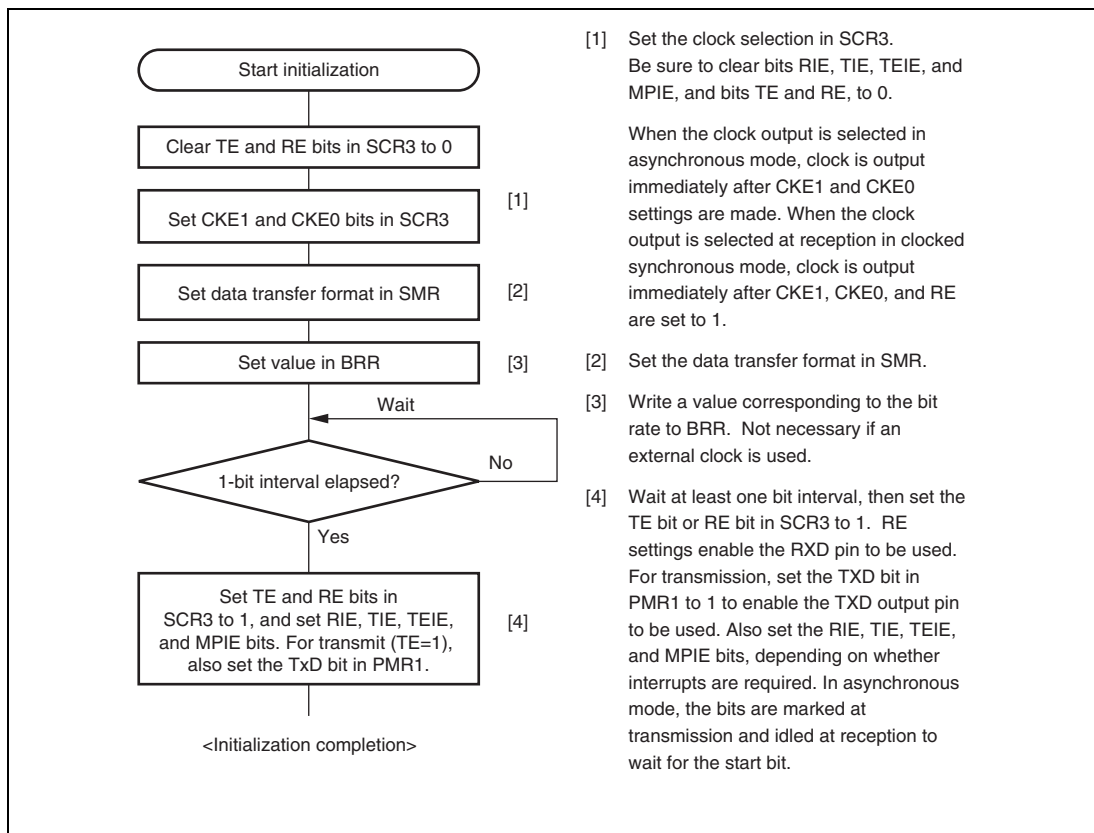 Start initialization
Clear TE and RE bits in SCR3 to 0
Set CKE1 and CKE0 bits in SCR3
[1]
Set data transfer format in SMR
[2]
Set value in BRR
[3]
Wait
1-bit interval elapsed?
No
Yes
Set TE and RE bits in
SCR3 to 1, and set RIE, TIE, TEIE,
and MPIE bits. For transmit (TE=1),
also set the TxD bit in PMR1.
[4]
<Initialization completion>
[1] Set the clock selection in SCR3.
Be sure to clear bits RIE, TIE, TEIE, and
MPIE, and bits TE and RE, to 0.
When the clock output is selected in
asynchronous mode, clock is output
immediately after CKE1 and CKE0
settings are made. When the clock
output is selected at reception in clocked
synchronous mode, clock is output
immediately after CKE1, CKE0, and RE
are set to 1.
[2] Set the data transfer format in SMR.
[3] Write a value corresponding to the bit
rate to BRR. Not necessary if an
external clock is used.
[4] Wait at least one bit interval, then set the
TE bit or RE bit in SCR3 to 1. RE
settings enable the RXD pin to be used.
For transmission, set the TXD bit in
PMR1 to 1 to enable the TXD output pin
to be used. Also set the RIE, TIE, TEIE,
and MPIE bits, depending on whether
interrupts are required. In asynchronous
mode, the bits are marked at
transmission and idled at reception to
wait for the start bit.